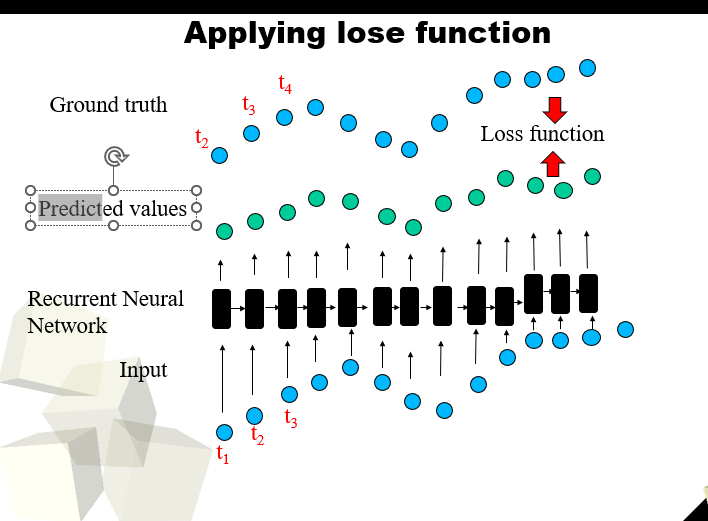 Applying lose function
t4
t3
Ground truth
t2
Loss function
Predicted values
Recurrent Neural
Network
Input
t3
t2
t1